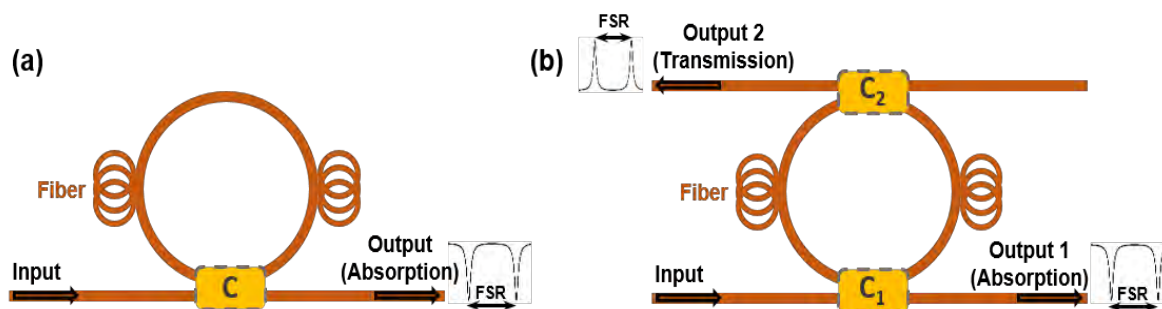 (a)
Fiber
Input
C
Output
(Absorption)
FSR
(b)
FSR
Output 2
(Transmission)
C2
Fiber
Input
C1
Output 1
(Absorption)
FSR